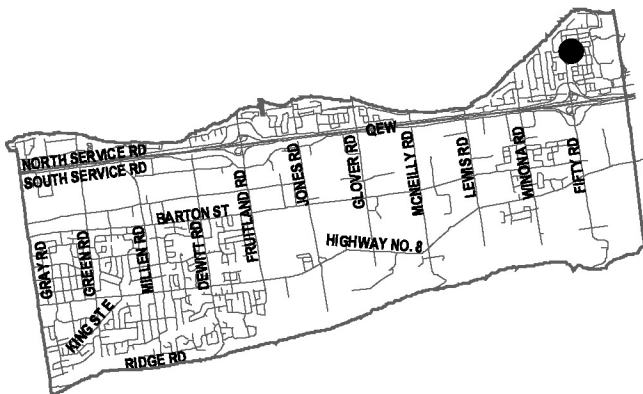 NORTH SERVICE RD
SOUTH SERVICE RD
QEW
BARTON ST
HIGHWAY NO. 8
GRAY RD
GREEN RD
MILLEN RD
DEWITT RD
FRUITLAND RD
JONES RD
GLOVER RD
MCNEILLY RD
LEWIS RD
WINONA RD
FIFTY RD
KING ST E
RIDGE RD